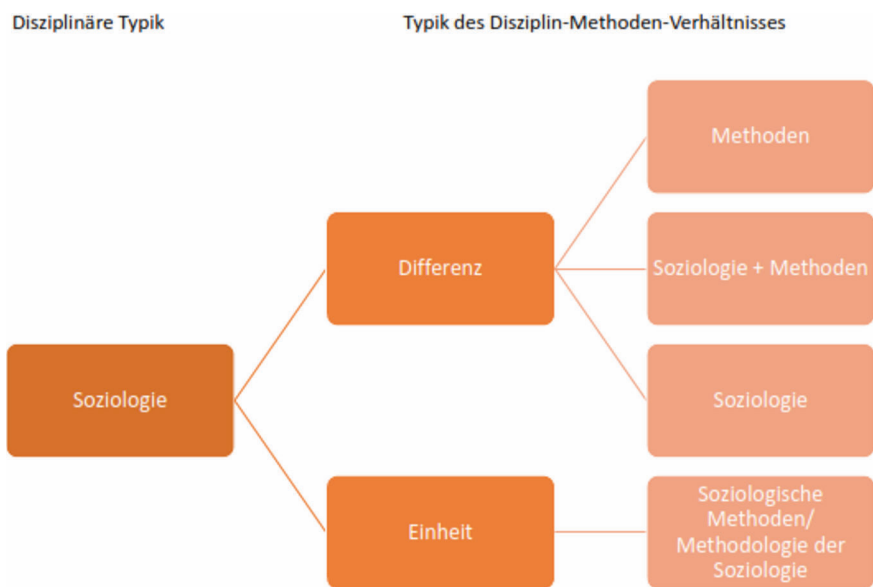 Disziplinäre Typik
Typik des Disziplin-Methoden-Verhältnisses
Methoden
Differenz
Soziologie + Methoden
Soziologie
Soziologie
Einheit
Soziologische
Methoden/
Methodologie der
Soziologie